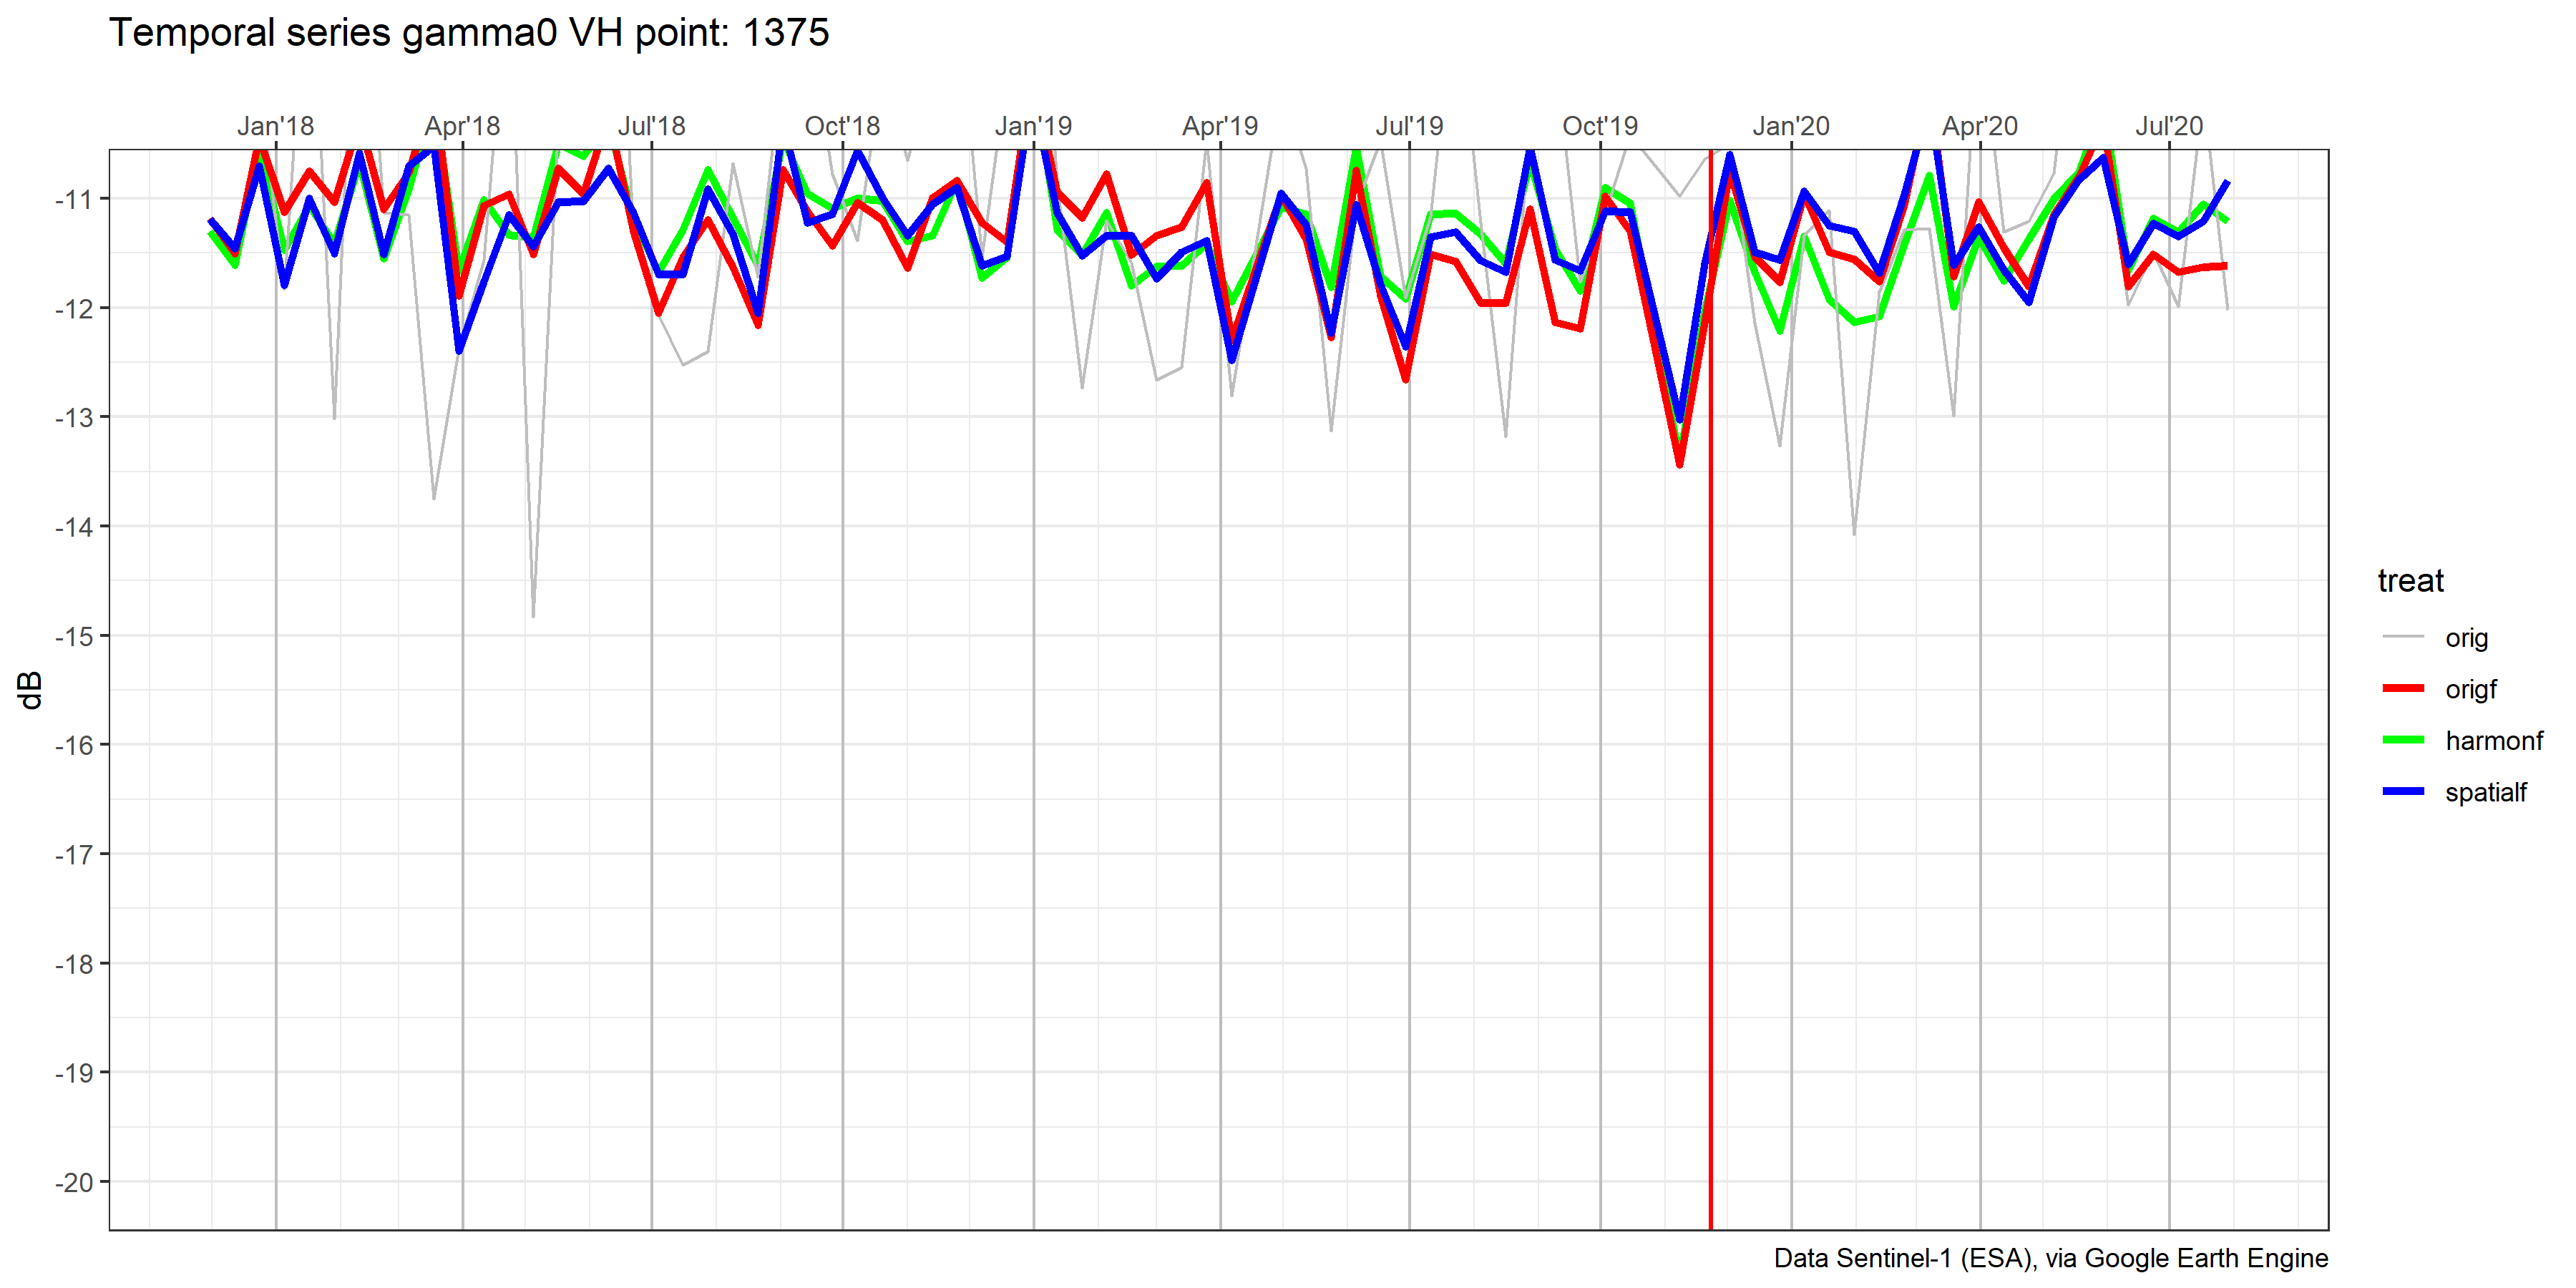 Temporal series gamma0 VH point: 1375
Jan'18 Apr'18 Jul'18 Oct'18 Jan'19 Apr'19 Jul'19 Oct'19 Jan'20 Apr'20 Jul'20
-11
-12
-13
-14
-15
-16
-17
-18
-19
-20
dB
treat
orig
origf
harmonf
spatialf
Data Sentinel-1 (ESA), via Google Earth Engine